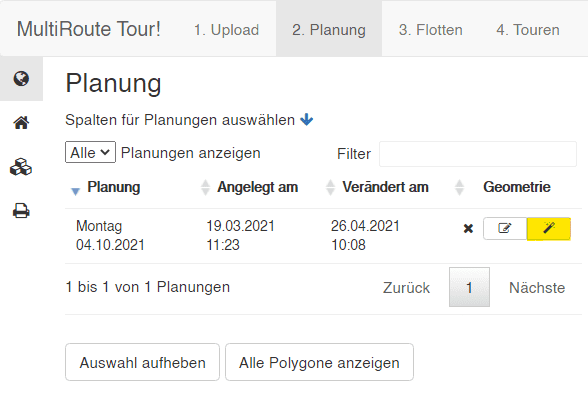 MultiRoute Tour! 1. Upload 2. Planung 3. Flotten 4. Touren
Planung
Spalten für Planungen auswählen
Alle Planungen anzeigen Filter
Planung Angelegt am Verändert am Geometrie
Montag 19.03.2021 26.04.2021
04.10.2021 11:23 10:08
1 bis 1 von 1 Planungen Zurück 1 Nächste
Auswahl aufheben Alle Polygone anzeigen